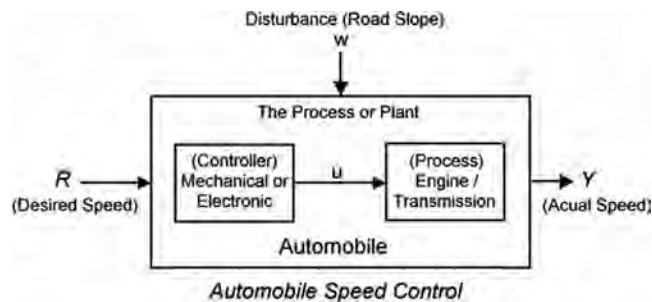 Disturbance (Road Slope)
w
The Process or Plant
(Controller)
Mechanical or
Electronic
u
(Process)
Engine /
Transmission
R
(Desired Speed)
Y
(Acual Speed)
Automobile
Automobile Speed Control